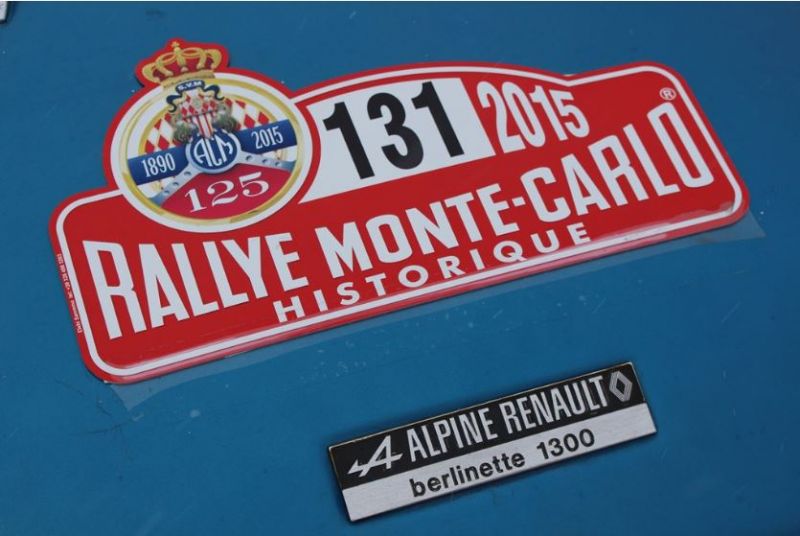 S.V.M
1890 ACM 2015
125
131
2015
RALLYE MONTE-CARLO ®
HISTORIQUE
ALPINE RENAULT
berlinette 1300